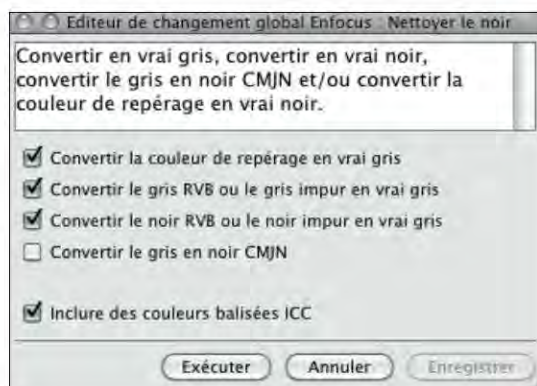 Editeur de changement global Enfocus : Nettoyer le noir
Convertir en vrai gris, convertir en vrai noir,
convertir le gris en noir CMJN et/ou convertir la
couleur de repérage en vrai noir.
Convertir la couleur de repérage en vrai gris
Convertir le gris RVB ou le gris impur en vrai gris
Convertir le noir RVB ou le noir impur en vrai gris
Convertir le gris en noir CMJN
Inclure des couleurs balisées ICC
Exécuter Annuler Enregistrer